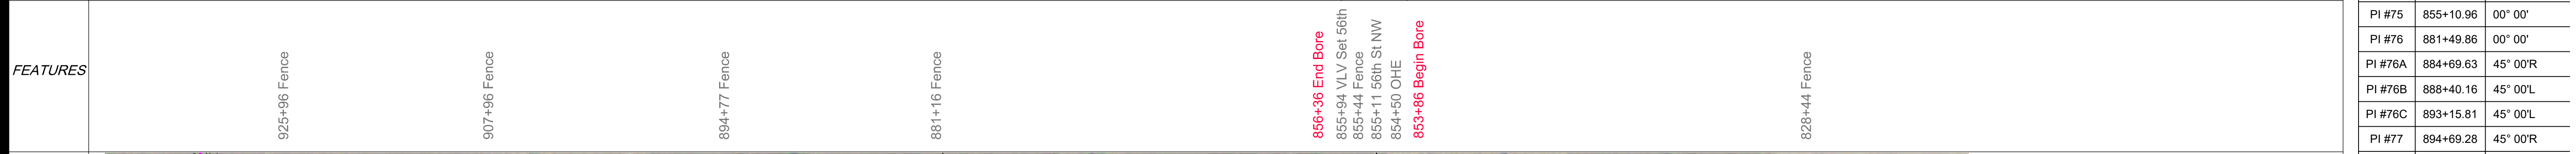 FEATURES
925+96 Fence
907+96 Fence
894+77 Fence
881+16 Fence
856+36 End Bore
855+94 VLV Set 56th
855+44 Fence
855+11 56th St NW
854+50 OHE
853+86 Begin Bore
828+44 Fence
PI #75 855+10.96 00° 00'
PI #76 881+49.86 00° 00'
PI #76A 884+69.63 45° 00'R
PI #76B 888+40.16 45° 00'L
PI #76C 893+15.81 45° 00'L
PI #77 894+69.28 45° 00'R